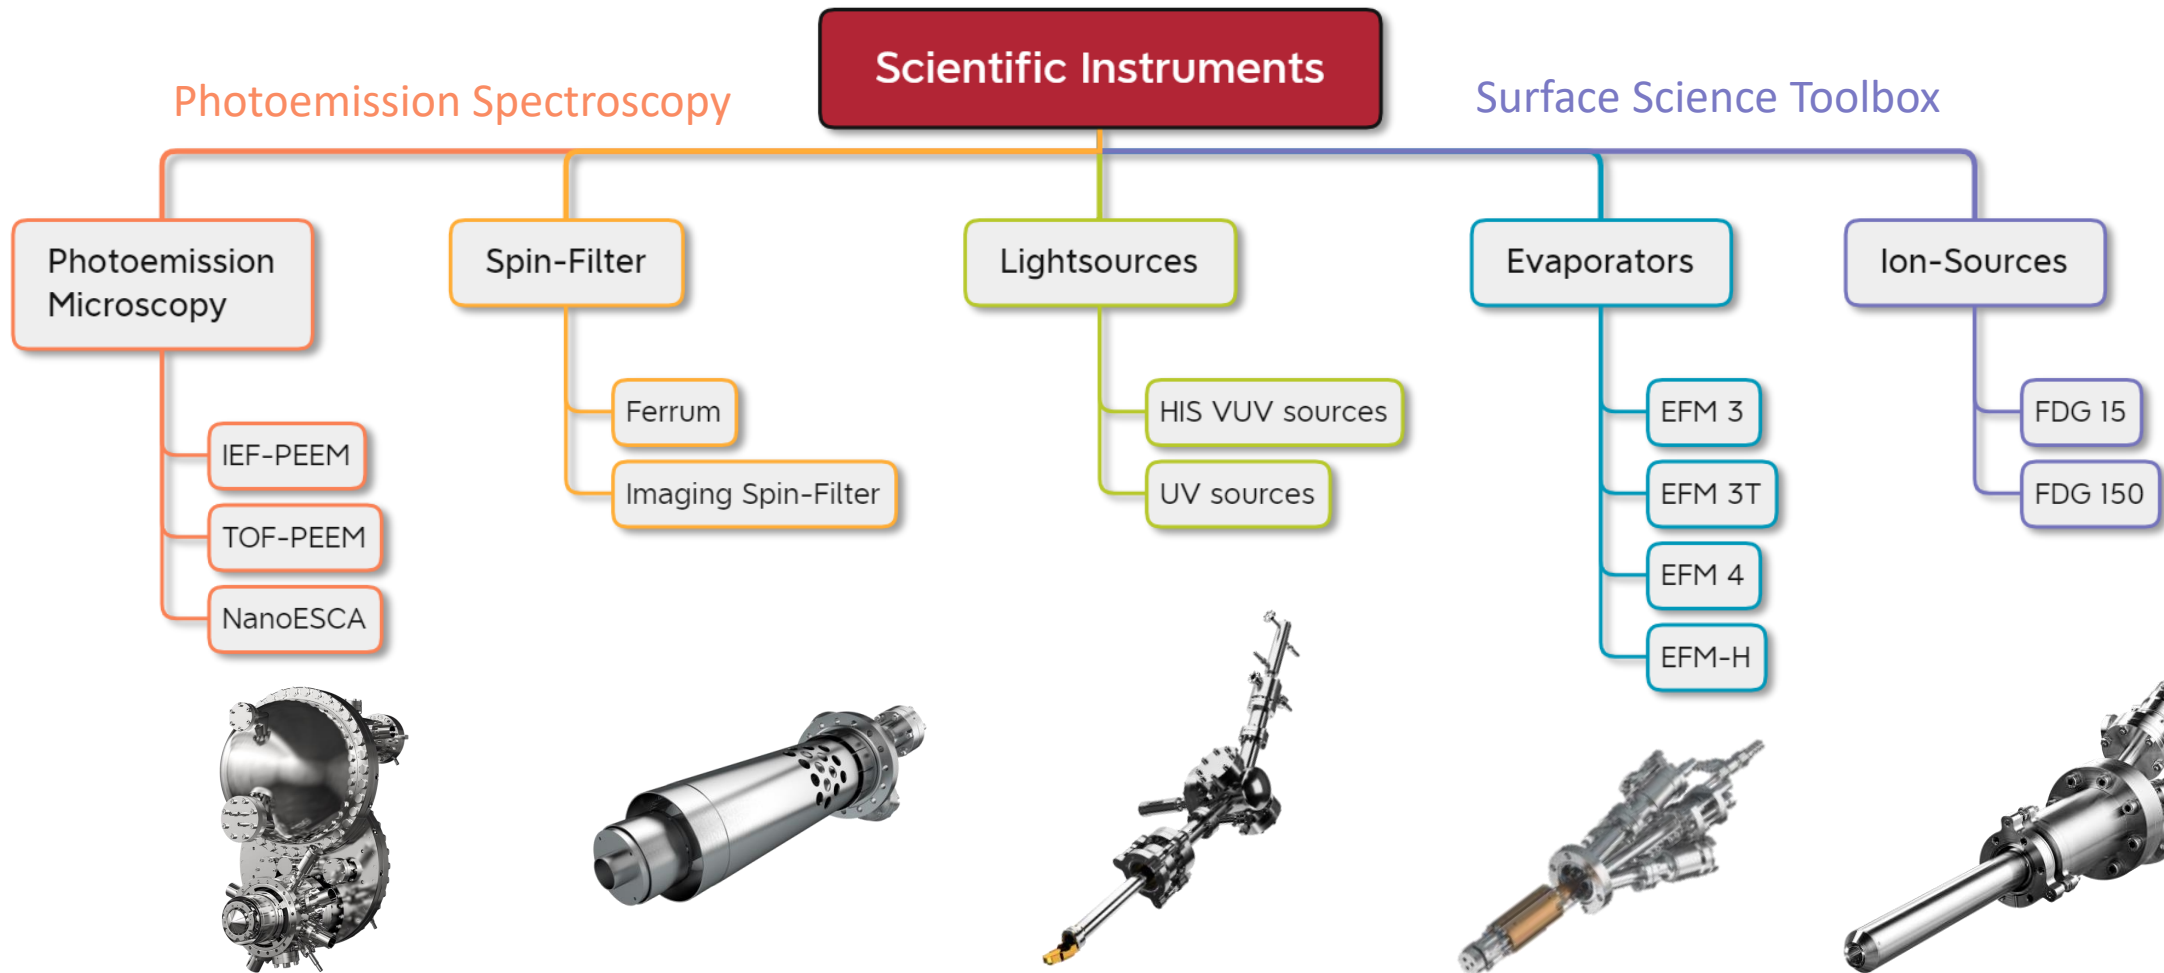 Scientific Instruments
Photoemission Spectroscopy
Surface Science Toolbox
Photoemission
Microscopy
IEF-PEEM
TOF-PEEM
NanoESCA
Spin-Filter
Ferrum
Imaging Spin-Filter
Lightsources
HIS VUV sources
UV sources
Evaporators
EFM 3
EFM 3T
EFM 4
EFM-H
Ion-Sources
FDG 15
FDG 150